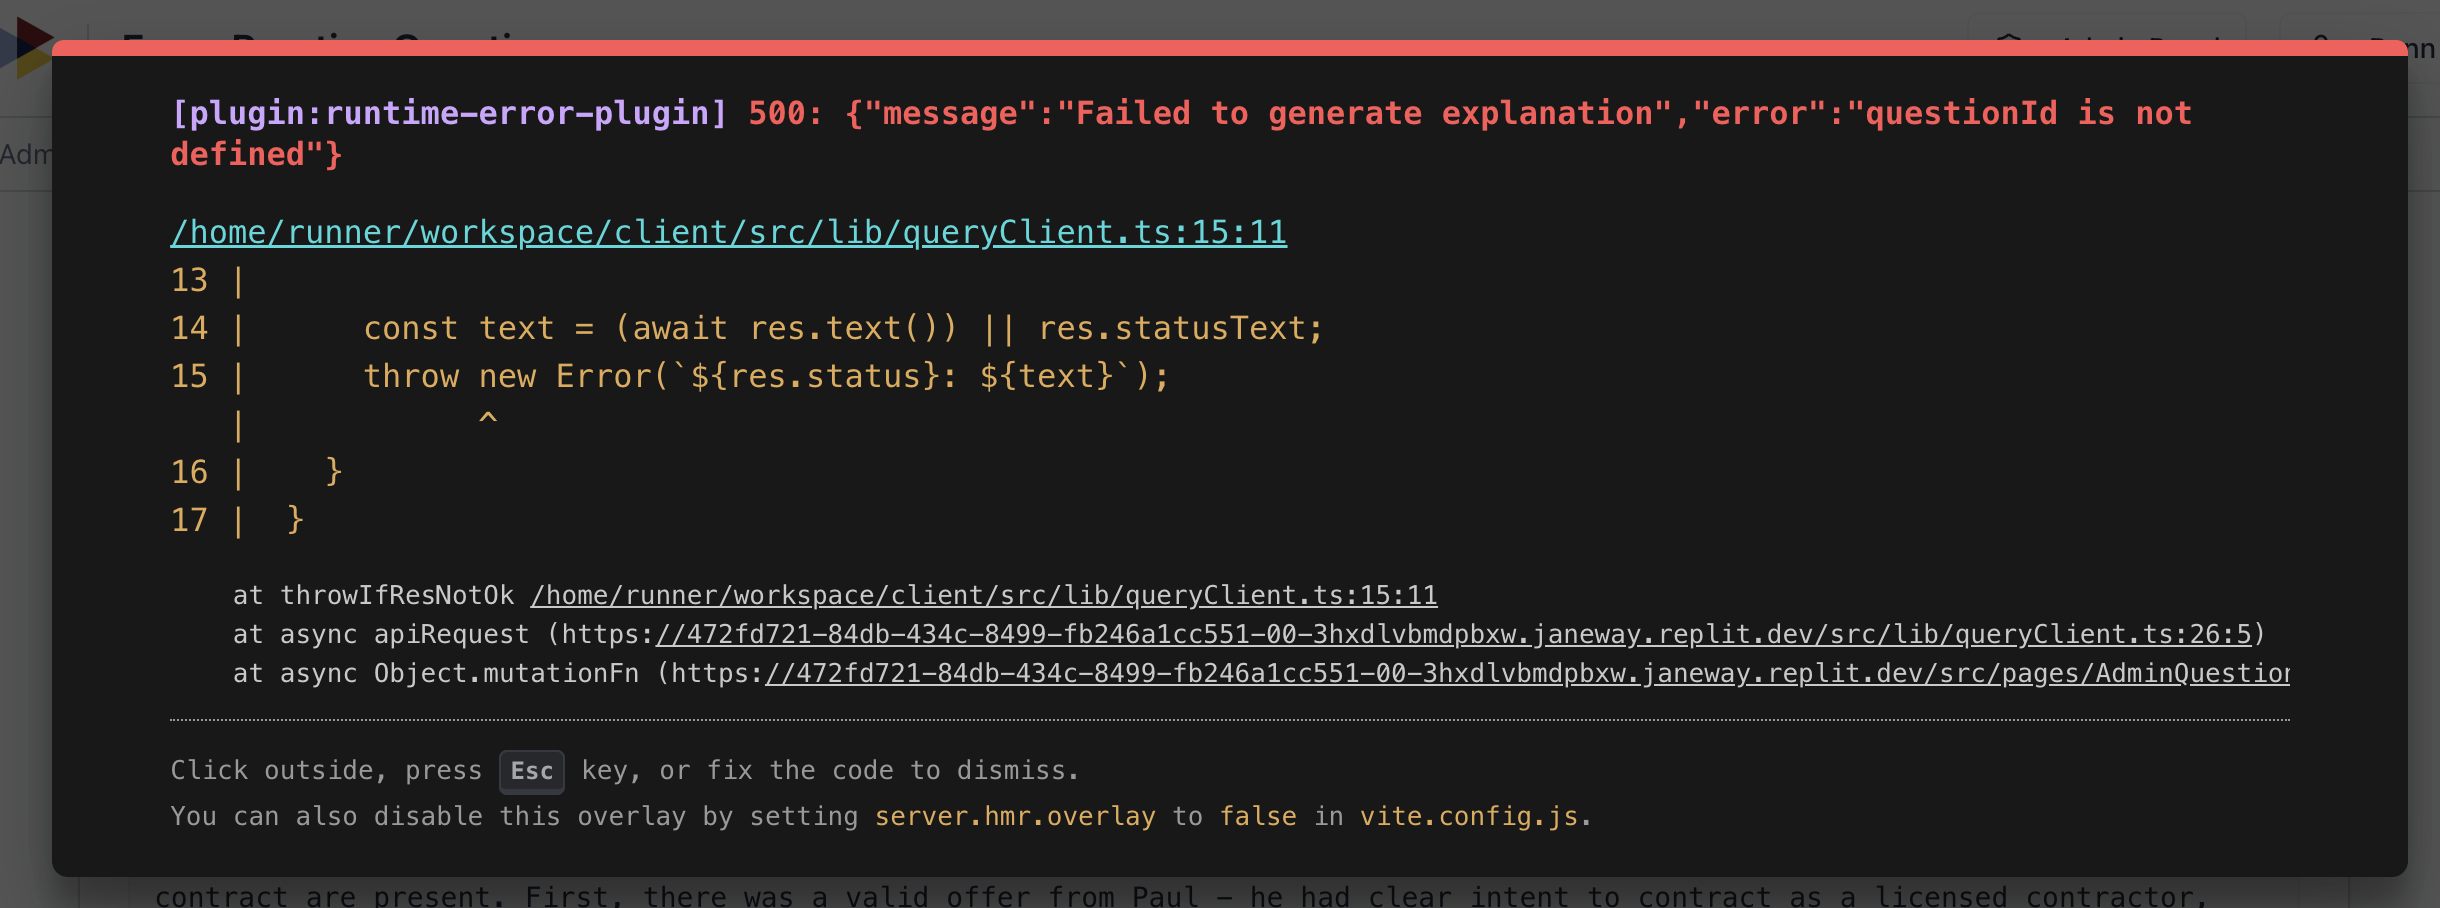 [plugin:runtime-error-plugin] 500: {"message":"Failed to generate explanation","error":"questionId is not
defined"}
Adm
/home/runner/workspace/client/src/lib/queryClient.ts:15:11
13 |
14 |      const text = (await res.text()) || res.statusText;
15 |      throw new Error(`${res.status}: ${text}`);
   |            ^
16 |    }
17 |  }
at throwIfResNotOk /home/runner/workspace/client/src/lib/queryClient.ts:15:11
at async apiRequest (https://472fd721-84db-434c-8499-fb246a1cc551-00-3hxdlvbmdpbxw.janeway.replit.dev/src/lib/queryClient.ts:26:5)
at async Object.mutationFn (https://472fd721-84db-434c-8499-fb246a1cc551-00-3hxdlvbmdpbxw.janeway.replit.dev/src/pages/AdminQuestion
Click outside, press Esc key, or fix the code to dismiss.
You can also disable this overlay by setting server.hmr.overlay to false in vite.config.js.
contract are present. First, there was a valid offer from Paul – he had clear intent to contract as a licensed contractor,